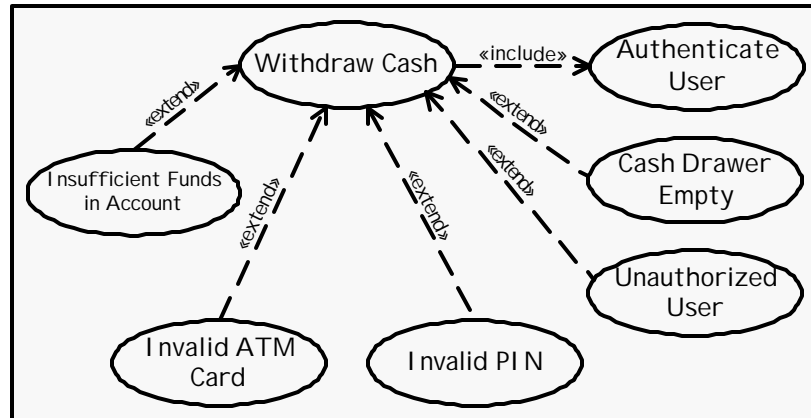 Withdraw Cash
«include»
Authenticate
User
«extend»
«extend»
Cash Drawer
Empty
Insufficient Funds
in Account
«extend»
«extend»
«extend»
Unauthorized
User
Invalid ATM
Card
Invalid PIN